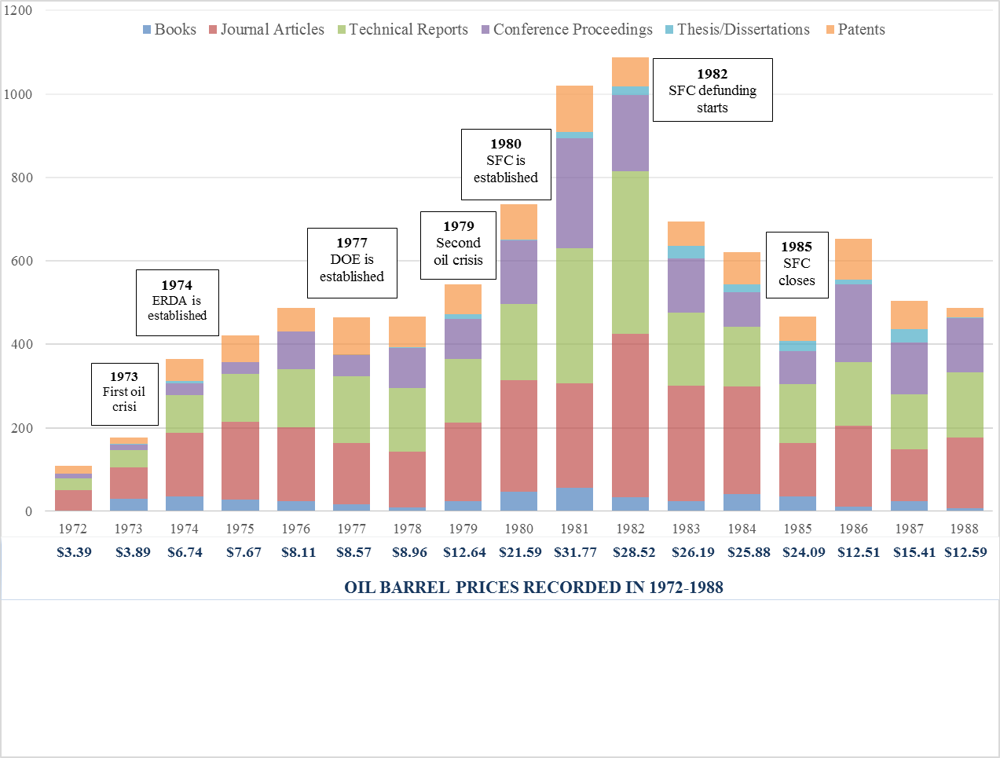 1200
Books Journal Articles Technical Reports Conference Proceedings Thesis/Dissertations Patents
1982
SFC defunding
starts
1000
1980
SFC is
established
800
1979
Second
oil crisis
1977
DOE is
established
1985
SFC
closes
600
1974
ERDA is
established
400
1973
First oil
crisi
200
0
1972 1973 1974 1975 1976 1977 1978 1979 1980 1981 1982 1983 1984 1985 1986 1987 1988
$3.39 $3.89 $6.74 $7.67 $8.11 $8.57 $8.96 $12.64 $21.59 $31.77 $28.52 $26.19 $25.88 $24.09 $12.51 $15.41 $12.59
OIL BARREL PRICES RECORDED IN 1972-1988